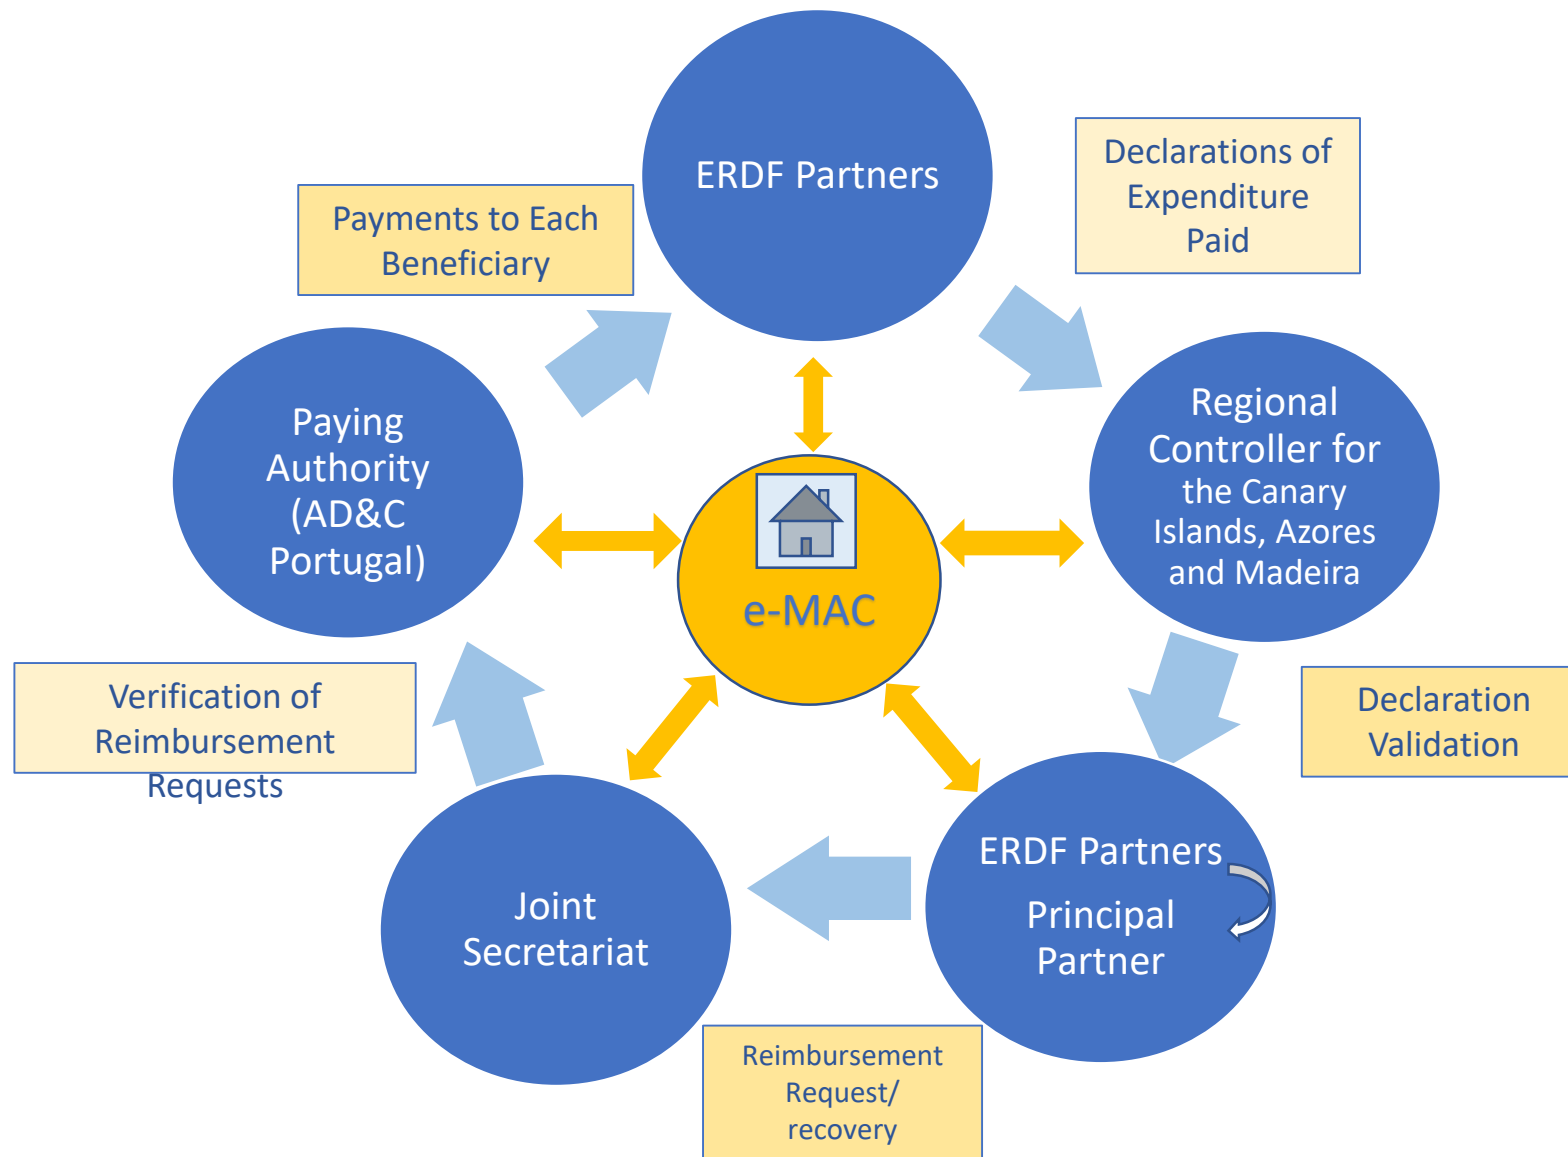 ERDF Partners
Declarations of
Expenditure
Paid
Payments to Each
Beneficiary
Regional
Controller for
the Canary
Islands, Azores
and Madeira
Paying
Authority
(AD&C
Portugal)
e-MAC
Verification of
Reimbursement
Requests
Declaration
Validation
ERDF Partners
Principal
Partner
Joint
Secretariat
Reimbursement
Request/
recovery